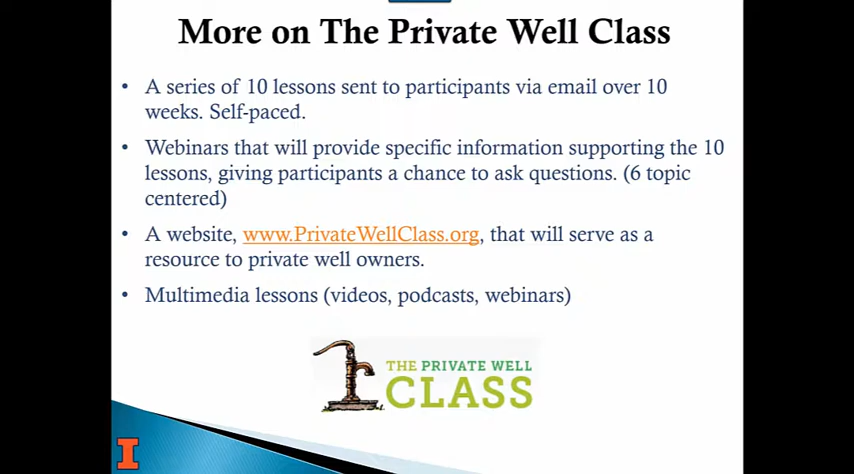 More on The Private Well Class
• A series of 10 lessons sent to participants via email over 10
weeks. Self-paced.
• Webinars that will provide specific information supporting the 10
lessons, giving participants a chance to ask questions. (6 topic
centered)
• A website, www.PrivateWellClass.org, that will serve as a
resource to private well owners.
• Multimedia lessons (videos, podcasts, webinars)
THE PRIVATE WELL
CLASS
I